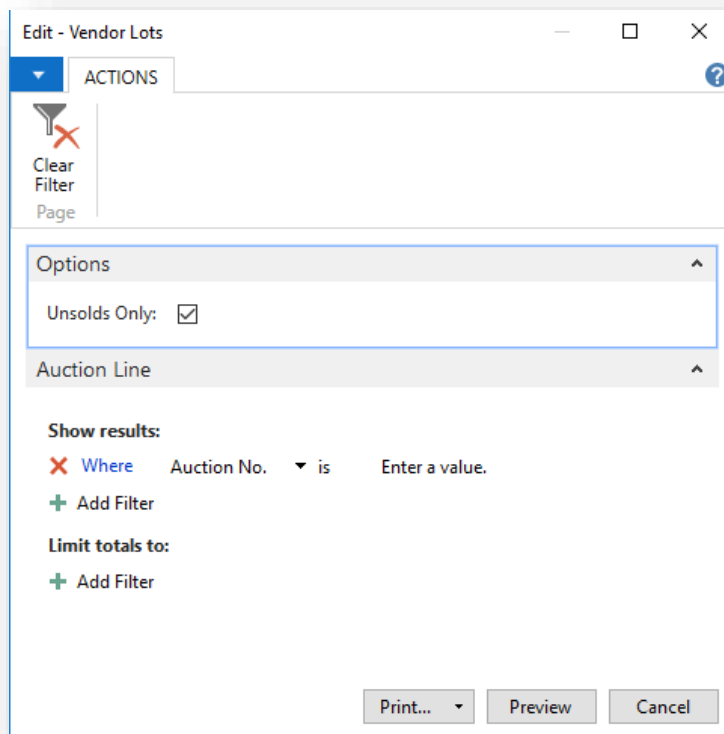 Edit - Vendor Lots
ACTIONS
?
Clear
Filter
Page
Options
Unsolds Only:
Auction Line
Show results:
Where Auction No. is Enter a value.
Add Filter
Limit totals to:
Add Filter
Print... Preview Cancel